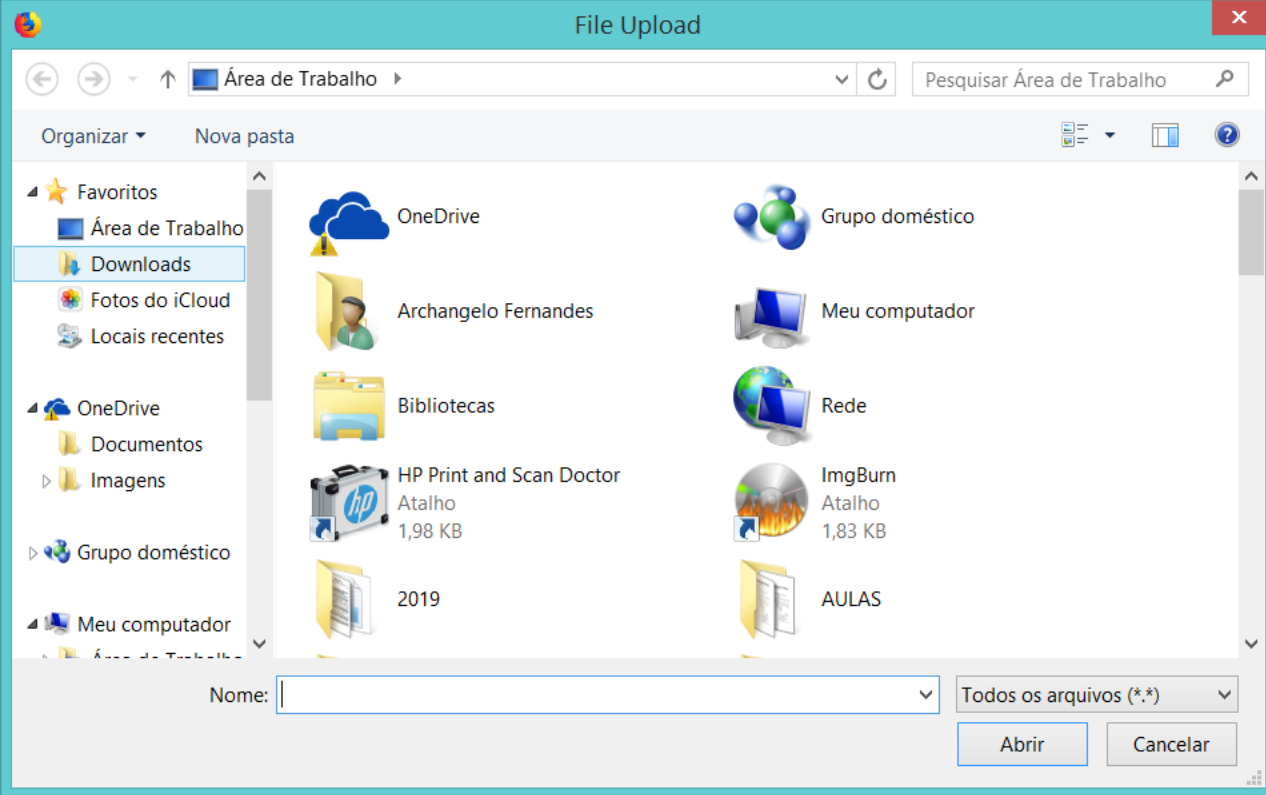 File Upload
Área de Trabalho
Pesquisar Área de Trabalho
Organizar
Nova pasta
Favoritos
Área de Trabalho
Downloads
Fotos do iCloud
Locais recentes
OneDrive
Documentos
Imagens
Grupo doméstico
Meu computador
Área de Trabalho
OneDrive
Grupo doméstico
Archangelo Fernandes
Meu computador
Bibliotecas
Rede
HP Print and Scan Doctor
Atalho
1,98 KB
ImgBurn
Atalho
1,83 KB
2019
AULAS
Nome:
Todos os arquivos (*.*)
Abrir
Cancelar